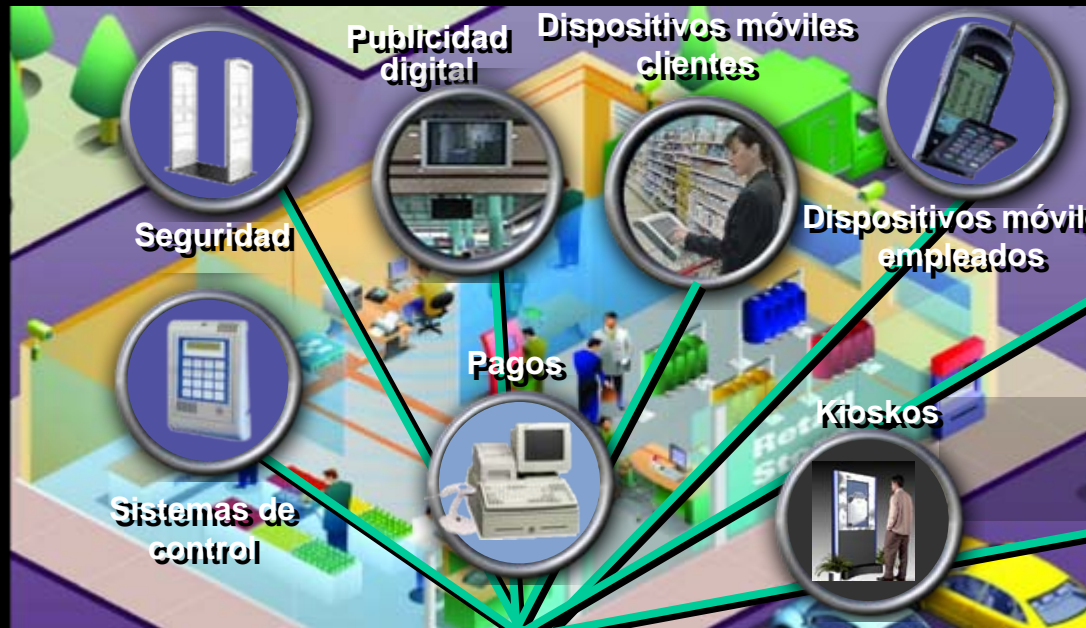 Publicidad
digital
Dispositivos móviles
clientes
Seguridad
Dispositivos móvil
empleados
Pagos
Kioskos
Sistemas de
control